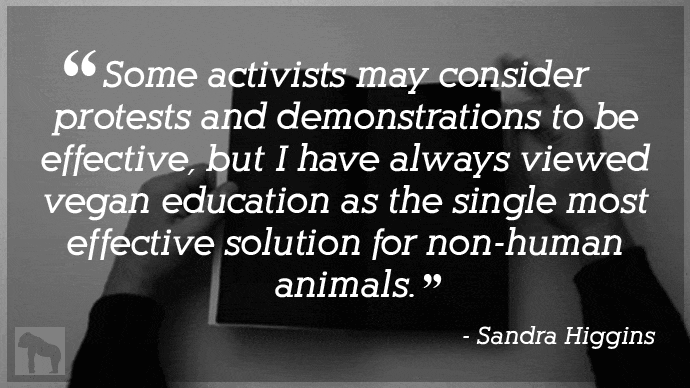 “Some activists may consider
protests and demonstrations to be
effective, but I have always viewed
vegan education as the single most
effective solution for non-human
animals.”
- Sandra Higgins